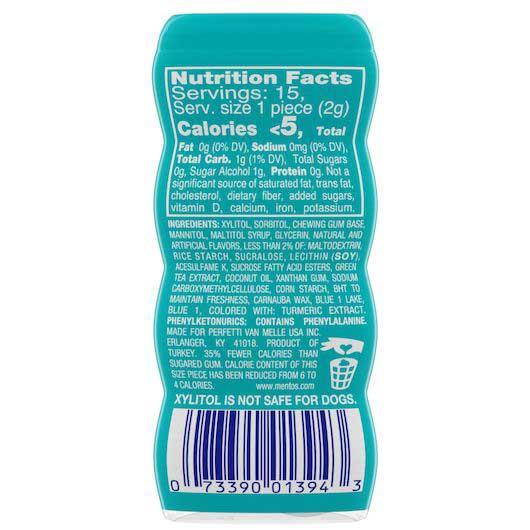 Nutrition Facts
Servings: 15,
Serv. size 1 piece (2g)
Calories <5, Total
Fat 0g (0% DV), Sodium 0mg (0% DV),
Total Carb. 1g (1% DV), Total Sugars
0g, Sugar Alcohol 1g, Protein 0g. Not a
significant source of saturated fat, trans fat,
cholesterol, dietary fiber, added sugars,
vitamin D, calcium, iron, potassium.
INGREDIENTS: XYLITOL, SORBITOL, CHEWING GUM BASE,
MANNITOL, MALTITOL SYRUP, GLYCERIN, NATURAL AND
ARTIFICIAL FLAVORS, LESS THAN 2% OF: MALTODEXTRIN,
RICE STARCH, SUCRALOSE, LECITHIN (SOY),
ACESULFAME K, SUCROSE FATTY ACID ESTERS, GREEN
TEA EXTRACT, COCONUT OIL, XANTHAN GUM, SODIUM
CARBOXYMETHYLCELLULOSE, CORN STARCH, BHT TO
MAINTAIN FRESHNESS, CARNAUBA WAX, BLUE 1 LAKE,
BLUE 1, COLORED WITH: TURMERIC EXTRACT.
PHENYLKETONURICS: CONTAINS PHENYLALANINE.
MADE FOR PERFETTI VAN MELLE USA INC.
ERLANGER, KY 41018. PRODUCT OF
TURKEY. 35% FEWER CALORIES THAN
SUGARED GUM. CALORIE CONTENT OF THIS
SIZE PIECE HAS BEEN REDUCED FROM 6 TO
4 CALORIES. www.mentos.com
XYLITOL IS NOT SAFE FOR DOGS.
0 73390 01394 3